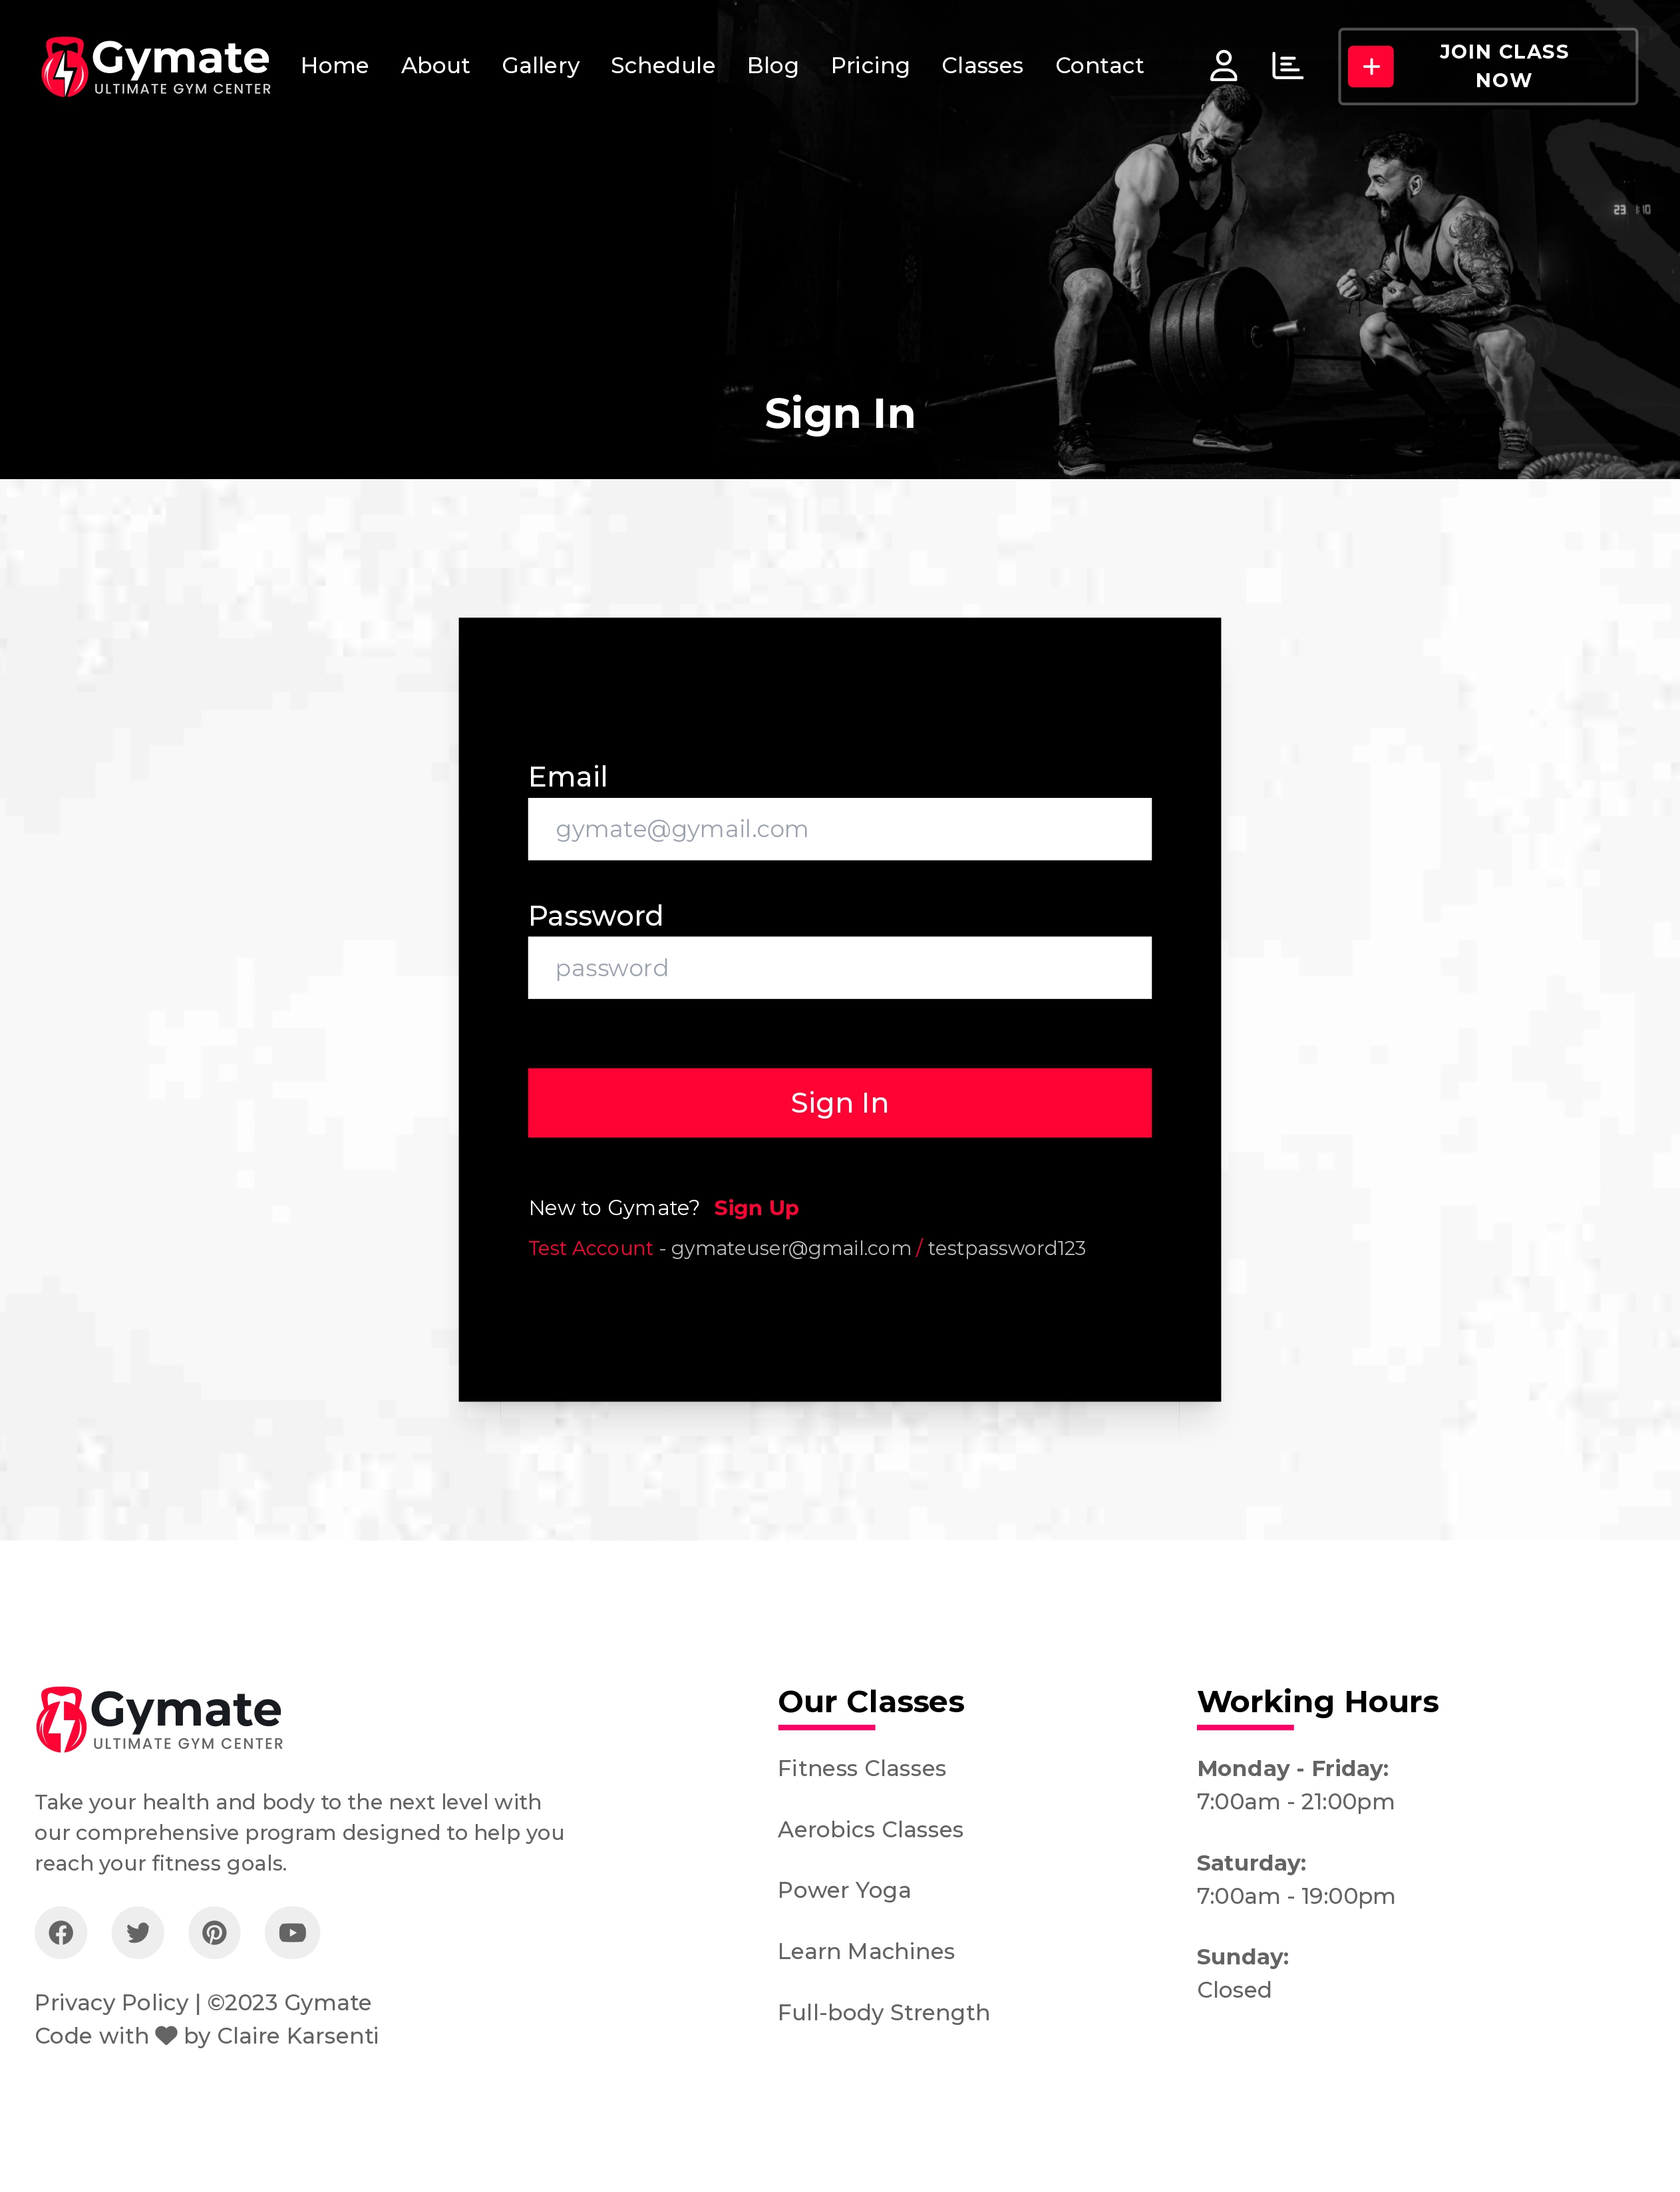 Gymate
ULTIMATE GYM CENTER
Home About Gallery Schedule Blog Pricing Classes Contact
JOIN CLASS
NOW
23 1:10
Sign In
Email
gymate@gymail.com
Password
password
Sign In
New to Gymate? Sign Up
Test Account - gymateuser@gmail.com / testpassword123
Gymate
ULTIMATE GYM CENTER
Take your health and body to the next level with
our comprehensive program designed to help you
reach your fitness goals.
Privacy Policy | ©2023 Gymate
Code with ♥ by Claire Karsenti
Our Classes
Fitness Classes
Aerobics Classes
Power Yoga
Learn Machines
Full-body Strength
Working Hours
Monday - Friday:
7:00am - 21:00pm
Saturday:
7:00am - 19:00pm
Sunday:
Closed